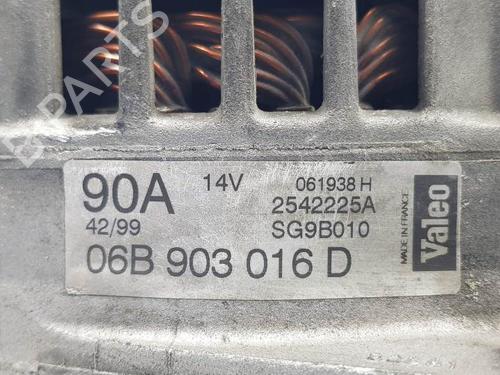 90A 14V 061938 H
2542225A
42/99 SG9B010
06B 903 016 D
MADE IN FRANCE
Valeo
B-PARTS